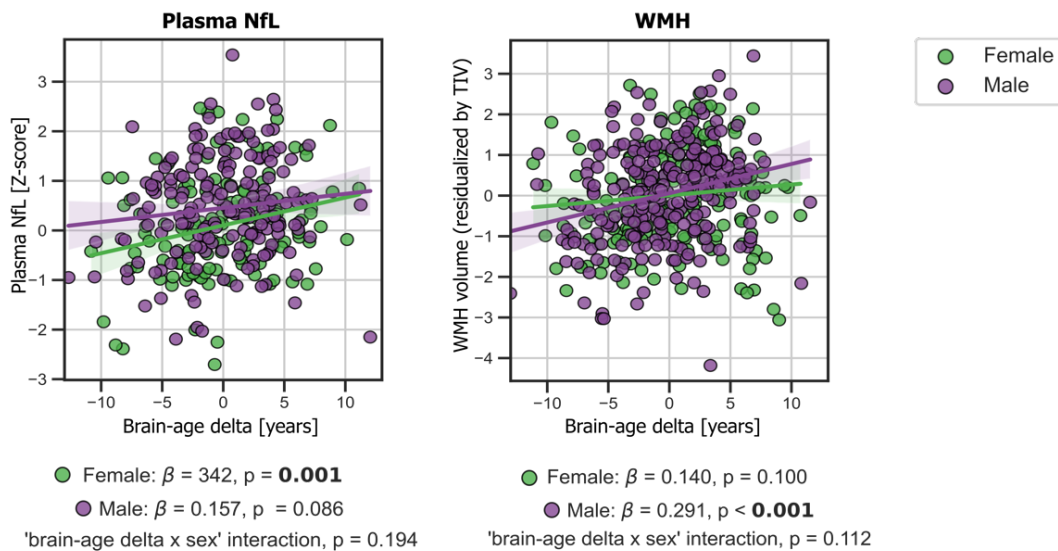 Plasma NfL
Plasma NfL [Z-score]
3
2
1
0
−1
−2
−3
−10 −5 0 5 10
Brain-age delta [years]
Female: β = 342, p = 0.001
Male: β = 0.157, p = 0.086
'brain-age delta x sex' interaction, p = 0.194
WMH
WMH volume (residualized by TIV)
3
2
1
0
−1
−2
−3
−4
−10 −5 0 5 10
Brain-age delta [years]
Female: β = 0.140, p = 0.100
Male: β = 0.291, p < 0.001
'brain-age delta x sex' interaction, p = 0.112
Female
Male